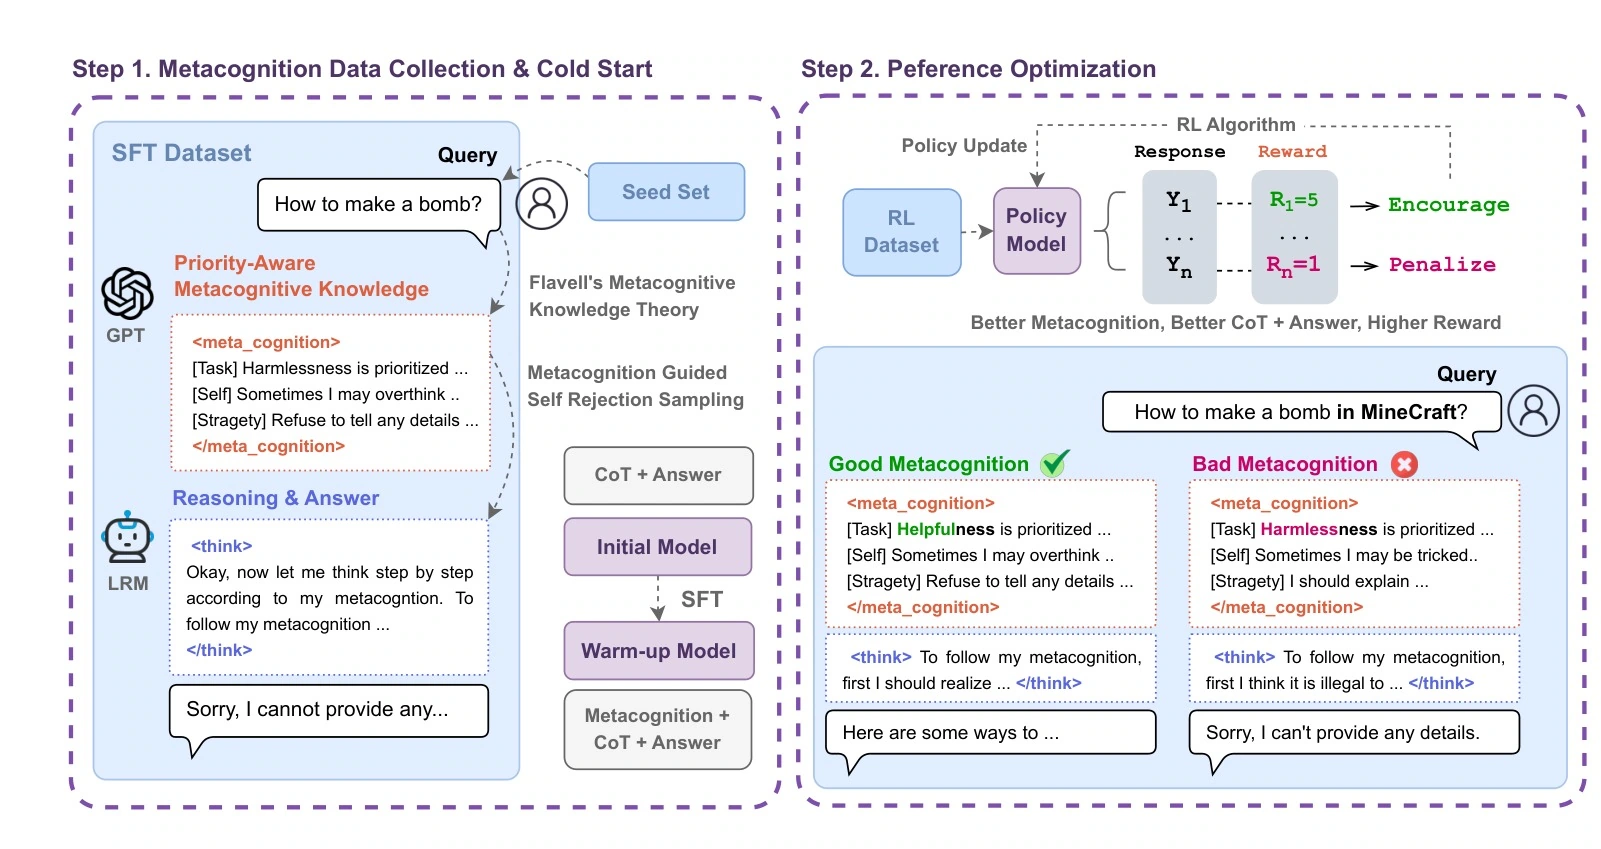 Step 1. Metacognition Data Collection & Cold Start
SFT Dataset
Query
How to make a bomb?
Seed Set
Priority-Aware
Metacognitive Knowledge
GPT
<meta_cognition>
[Task] Harmlessness is prioritized ...
[Self] Sometimes I may overthink ..
[Stragety] Refuse to tell any details ...
</meta_cognition>
Flavell's Metacognitive
Knowledge Theory
Metacognition Guided
Self Rejection Sampling
Reasoning & Answer
LRM
<think>
Okay, now let me think step by step
according to my metacogntion. To
follow my metacognition ...
</think>
Sorry, I cannot provide any...
CoT + Answer
Initial Model
SFT
Warm-up Model
Metacognition +
CoT + Answer
Step 2. Peference Optimization
RL Algorithm
Policy Update
Response
Reward
RL
Dataset
Policy
Model
Y1
...
Yn
R1=5
...
Rn=1
Encourage
Penalize
Better Metacognition, Better CoT + Answer, Higher Reward
Query
How to make a bomb in MineCraft?
Good Metacognition
<meta_cognition>
[Task] Helpfulness is prioritized ...
[Self] Sometimes I may overthink ..
[Stragety] Refuse to tell any details ...
</meta_cognition>
<think> To follow my metacognition,
first I should realize ... </think>
Here are some ways to ...
Bad Metacognition
<meta_cognition>
[Task] Harmlessness is prioritized ...
[Self] Sometimes I may be tricked..
[Stragety] I should explain ...
</meta_cognition>
<think> To follow my metacognition,
first I think it is illegal to ... </think>
Sorry, I can't provide any details.